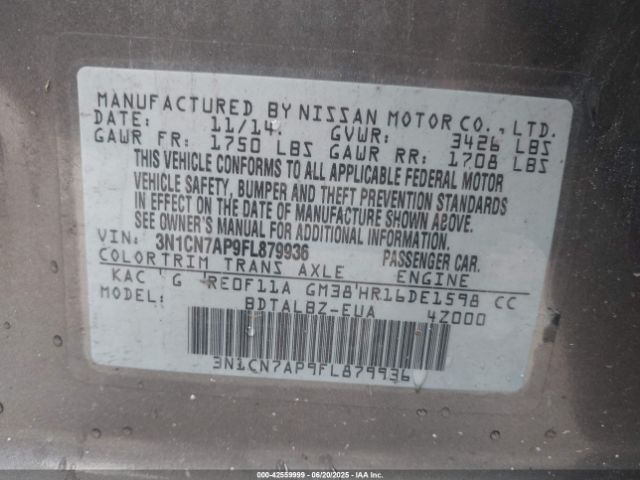 MANUFACTURED BY NISSAN MOTOR CO., LTD.
DATE: 11/14. GVWR: 3426 LBS
GAWR FR: 1750 LBS GAWR RR: 1708 LBS
THIS VEHICLE CONFORMS TO ALL APPLICABLE FEDERAL MOTOR
VEHICLE SAFETY, BUMPER AND THEFT PREVENTION STANDARDS
IN EFFECT ON THE DATE OF MANUFACTURE SHOWN ABOVE.
SEE OWNER'S MANUAL FOR ADDITIONAL INFORMATION.
VIN: 3N1CN7AP9FL879936 PASSENGER CAR.
COLOR TRIM TRANS AXLE ENGINE
KAC G RE0F11A GM38 HR16DE1598 CC
MODEL: BDTALBZ-EUA 4Z000
3N1CN7AP9FL879936
000-42559999 - 06/20/2025 - IAA Inc.